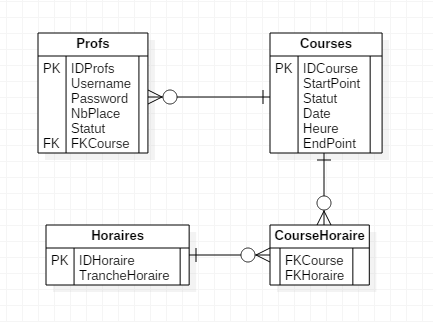 Profs
PK IDProfs
Username
Password
NbPlace
Statut
FK FKCourse
Courses
PK IDCourse
StartPoint
Statut
Date
Heure
EndPoint
Horaires
PK IDHoraire
TrancheHoraire
CourseHoraire
FKCourse
FKHoraire